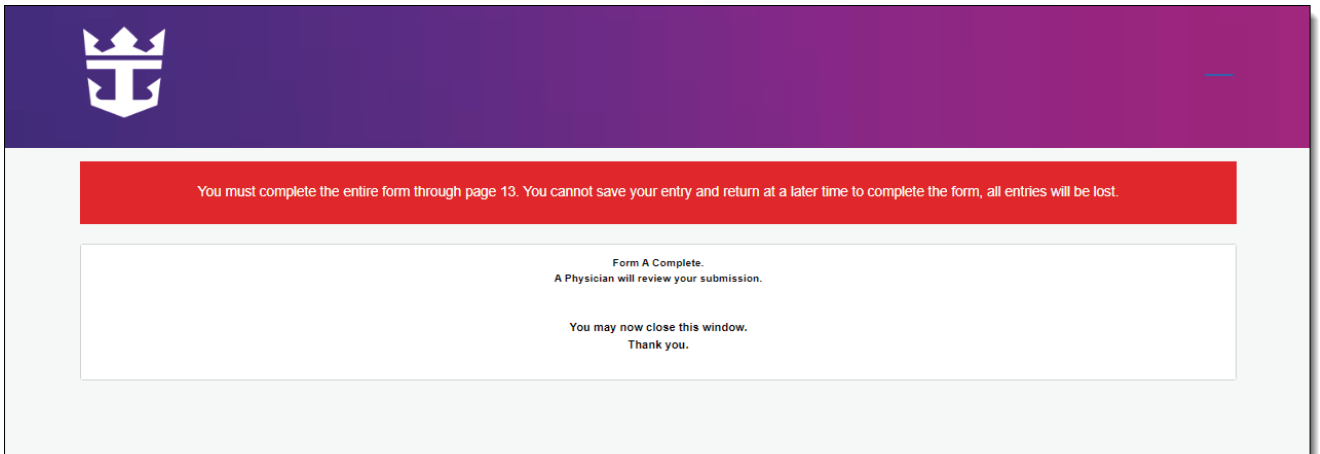 You must complete the entire form through page 13. You cannot save your entry and return at a later time to complete the form, all entries will be lost.
Form A Complete.
A Physician will review your submission.
You may now close this window.
Thank you.